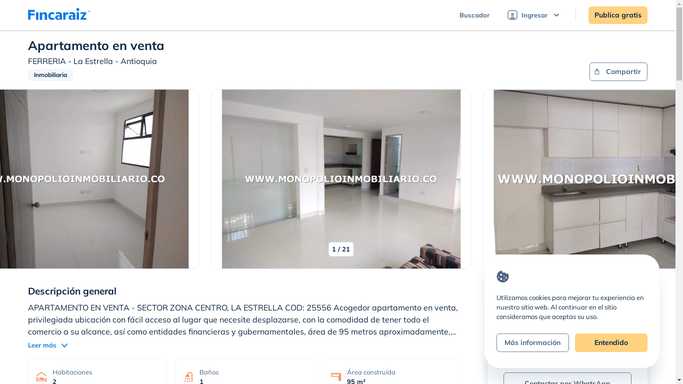 Fincaraiz
Buscador
Ingresar
Publica gratis
Apartamento en venta
FERRERIA - La Estrella - Antioquia
Inmobiliaria
Compartir
WWW.MONOPOLIOINMOBILIARIO.CO
WWW.MONOPOLIOINMOBILIARIO.CO
WWW.MONOPOLIOINMOBILIA
1 / 21
Descripción general
APARTAMENTO EN VENTA - SECTOR ZONA CENTRO, LA ESTRELLA COD: 25556 Acogedor apartamento en venta,
privilegiada ubicación con fácil acceso al lugar que necesite desplazarse, con la comodidad de tener todo el
comercio a su alcance, así como entidades financieras y gubernamentales, área de 95 metros aproximadamente,...
Leer más
Habitaciones
2
Baños
1
Área construida
95 m²
Utilizamos cookies para mejorar tu experiencia en
nuestro sitio web. Al continuar en el sitio
consideramos que aceptas su uso.
Más información
Entendido
Contactar por WhatsApp